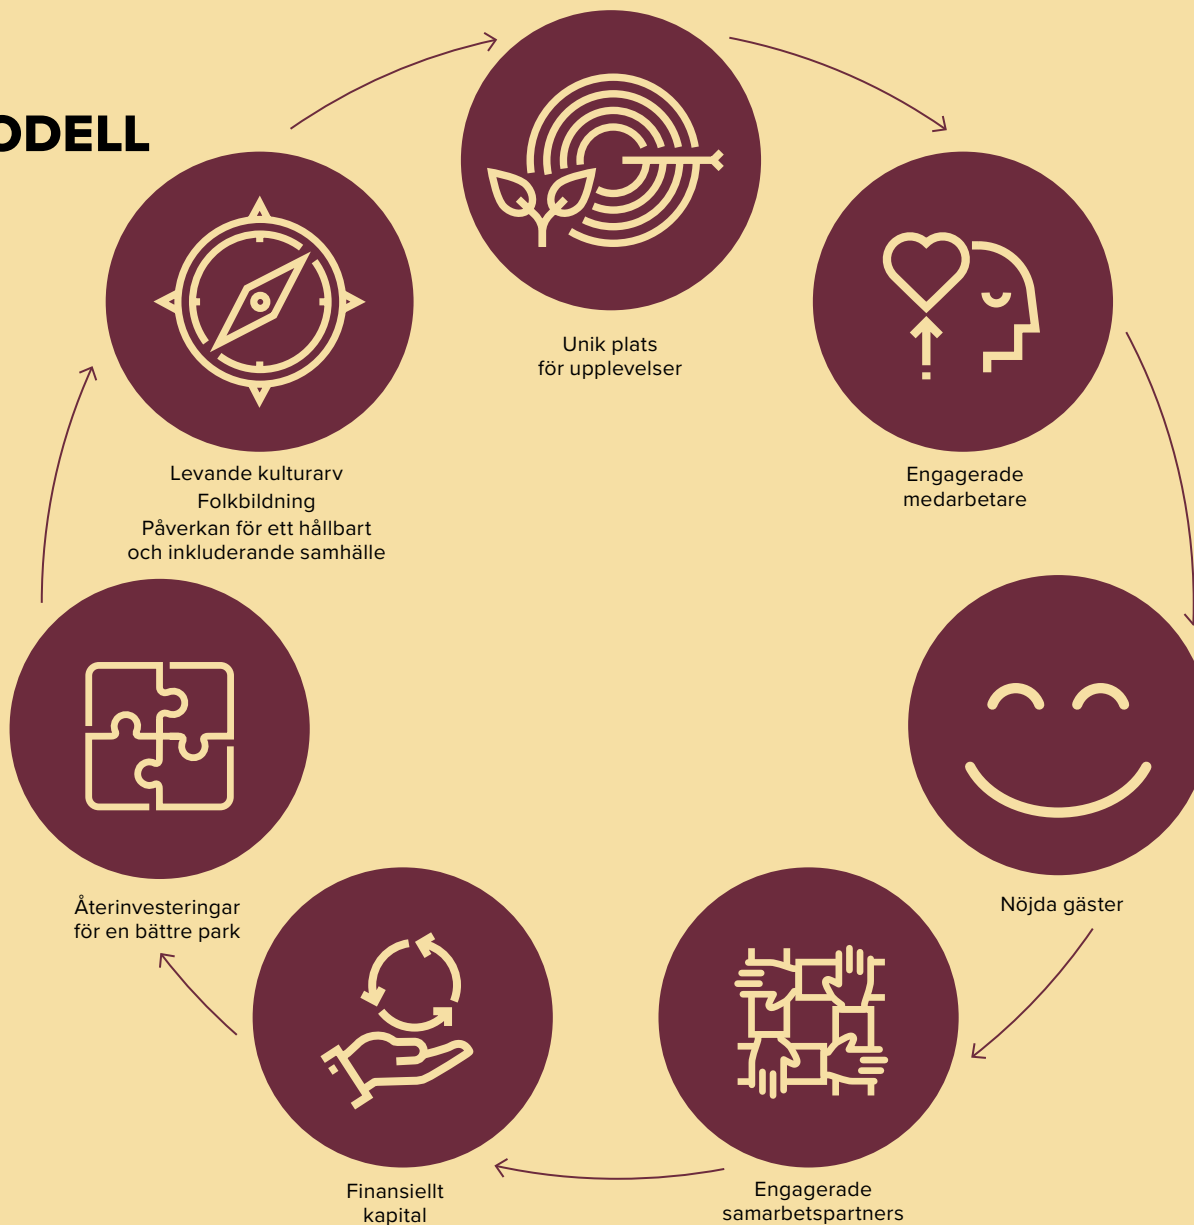 ODELL
Unik plats
för upplevelser
Engagerade
medarbetare
Nöjda gäster
Engagerade
samarbetspartners
Finansiellt
kapital
Återinvesteringar
för en bättre park
Levande kulturarv
Folkbildning
Påverkan för ett hållbart
och inkluderande samhälle